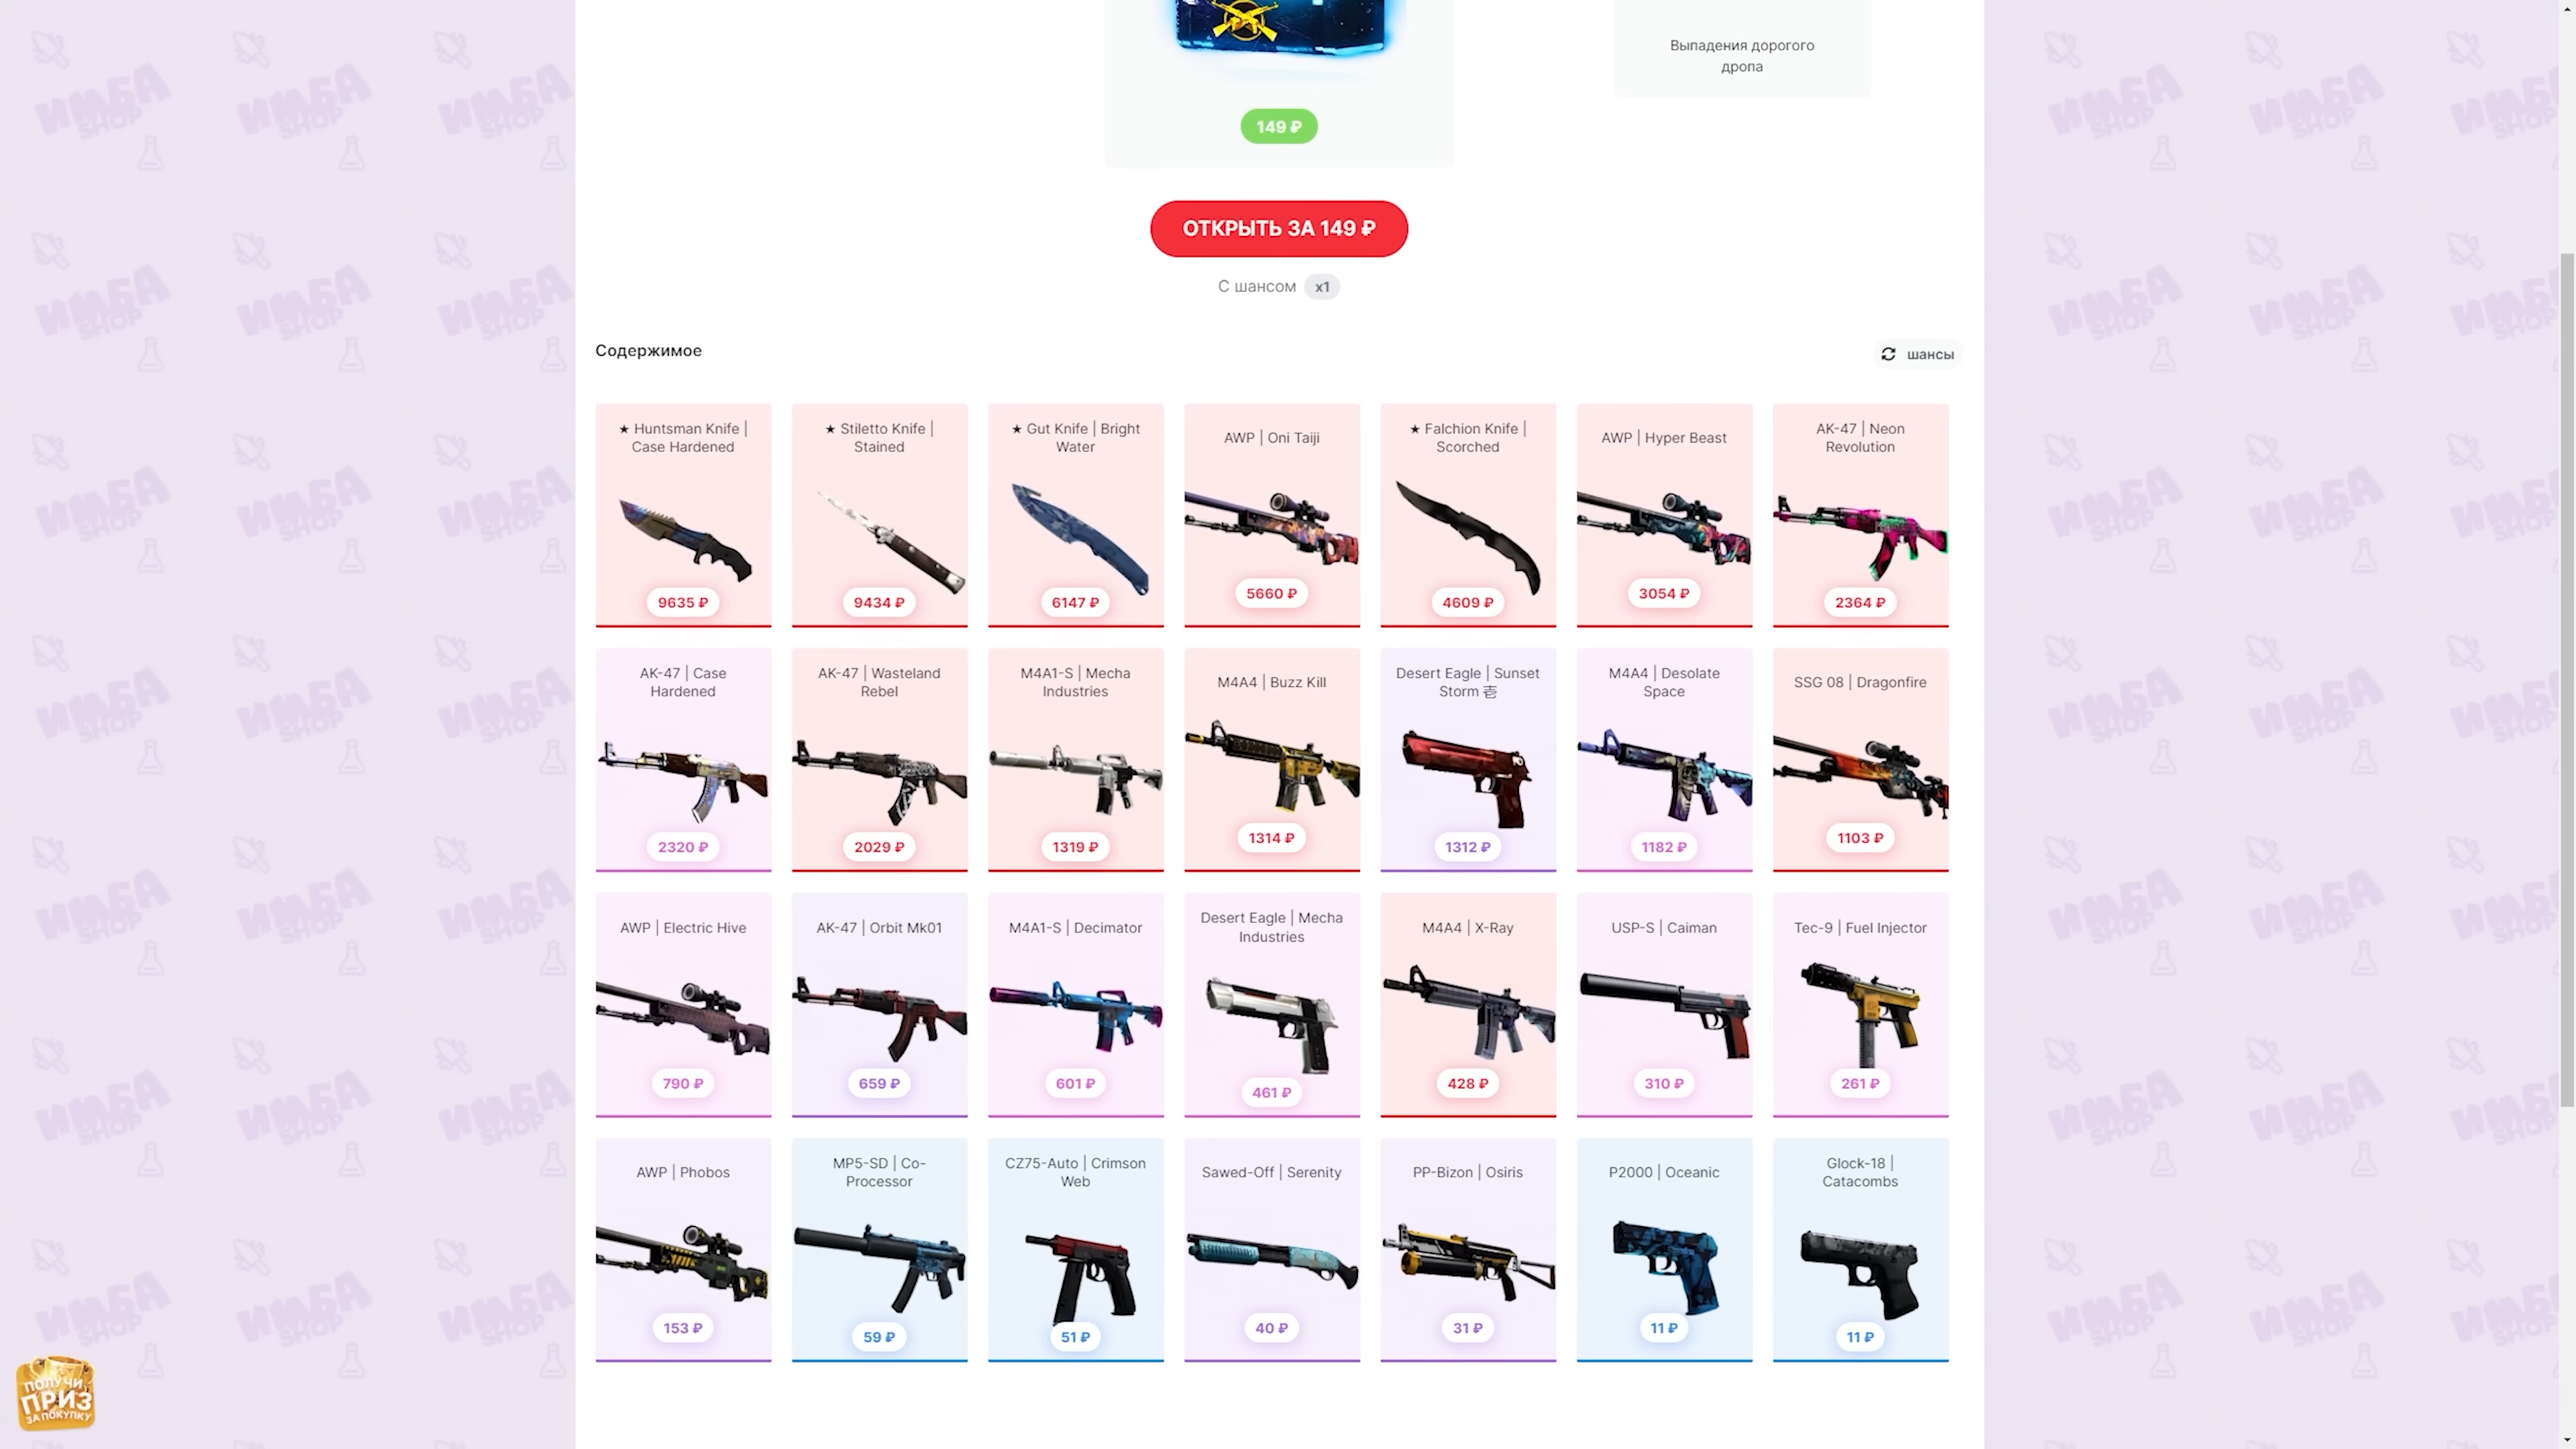 Выпадения дорогого
дропа
149 ₽
ОТКРЫТЬ ЗА 149 ₽
С шансом x1
Содержимое
шансы
★ Huntsman Knife |
Case Hardened
9635 ₽
★ Stiletto Knife |
Stained
9434 ₽
★ Gut Knife | Bright
Water
6147 ₽
AWP | Oni Taiji
5660 ₽
★ Falchion Knife |
Scorched
4609 ₽
AWP | Hyper Beast
3054 ₽
AK-47 | Neon
Revolution
2364 ₽
AK-47 | Case
Hardened
2320 ₽
AK-47 | Wasteland
Rebel
2029 ₽
M4A1-S | Mecha
Industries
1319 ₽
M4A4 | Buzz Kill
1314 ₽
Desert Eagle | Sunset
Storm 壱
1312 ₽
M4A4 | Desolate
Space
1182 ₽
SSG 08 | Dragonfire
1103 ₽
AWP | Electric Hive
790 ₽
AK-47 | Orbit Mk01
659 ₽
M4A1-S | Decimator
601 ₽
Desert Eagle | Mecha
Industries
461 ₽
M4A4 | X-Ray
428 ₽
USP-S | Caiman
310 ₽
Tec-9 | Fuel Injector
261 ₽
AWP | Phobos
153 ₽
MP5-SD | Co-
Processor
59 ₽
CZ75-Auto | Crimson
Web
51 ₽
Sawed-Off | Serenity
40 ₽
PP-Bizon | Osiris
31 ₽
P2000 | Oceanic
11 ₽
Glock-18 |
Catacombs
11 ₽
ПОЛУЧИ
ПРИЗ
ЗА ПОКУПКУ
ИМБА
SHOP